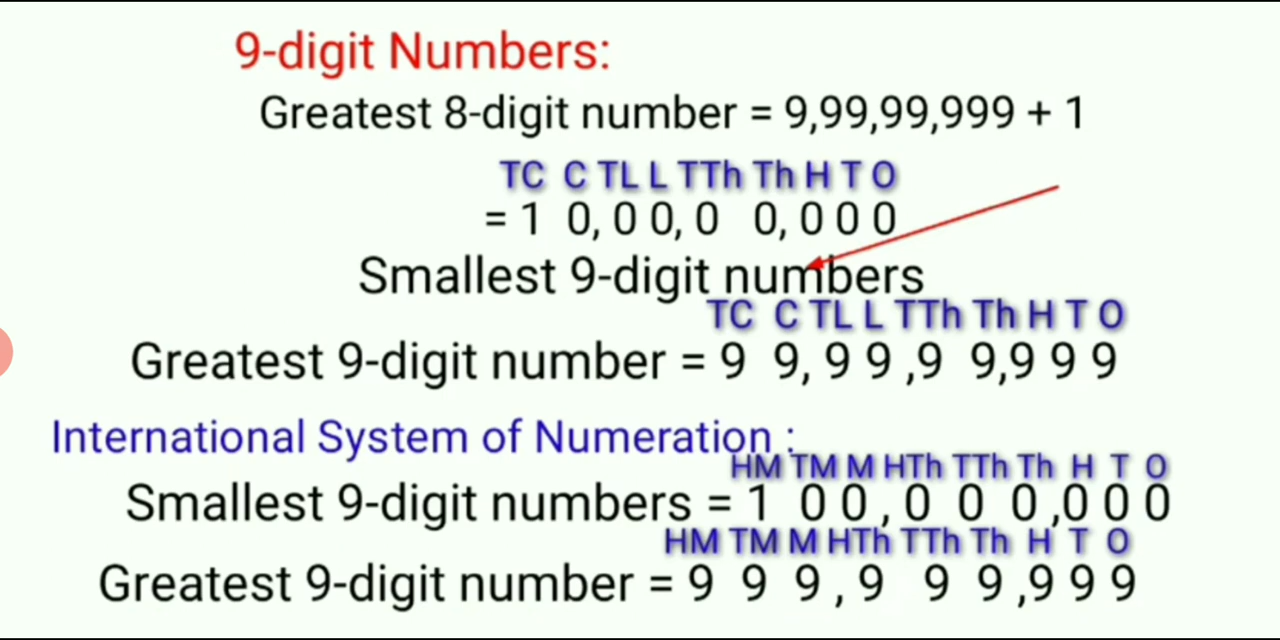 9-digit Numbers:
Greatest 8-digit number = 9,99,99,999 + 1
TC C TL L TTh Th H T O
= 1 0, 0 0, 0 0, 0 0 0
Smallest 9-digit numbers
TC C TL L TTh Th H T O
Greatest 9-digit number = 9 9, 9 9 ,9 9,9 9 9
International System of Numeration :
HM TM M HTh TTh Th H T O
Smallest 9-digit numbers = 1 0 0 , 0 0 0 ,0 0 0
HM TM M HTh TTh Th H T O
Greatest 9-digit number = 9 9 9 , 9 9 9 ,9 9 9